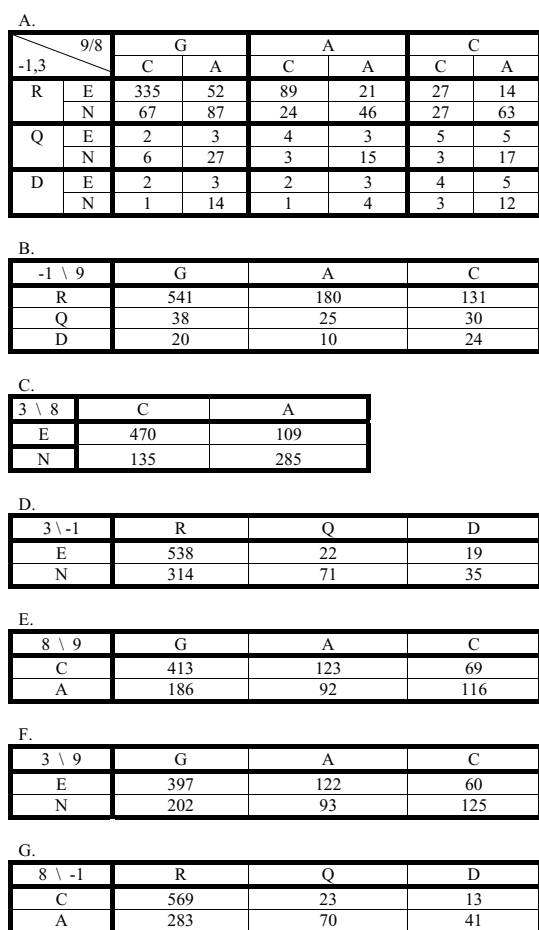 A.
9/8 G A C
-1,3 C A C A C A
R E 335 52 89 21 27 14
N 67 87 24 46 27 63
Q E 2 3 4 3 5 5
N 6 27 3 15 3 17
D E 2 3 2 3 4 5
N 1 14 1 4 3 12
B.
-1 \ 9 G A C
R 541 180 131
Q 38 25 30
D 20 10 24
C.
3 \ 8 C A
E 470 109
N 135 285
D.
3 \ -1 R Q D
E 538 22 19
N 314 71 35
E.
8 \ 9 G A C
C 413 123 69
A 186 92 116
F.
3 \ 9 G A C
E 397 122 60
N 202 93 125
G.
8 \ -1 R Q D
C 569 23 13
A 283 70 41